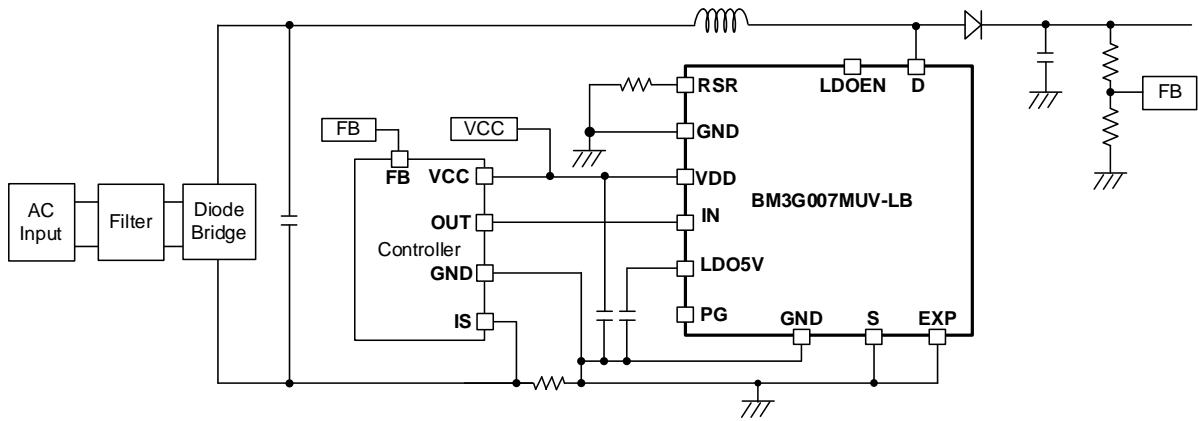 RSR
LDOEN
D
FB
GND
FB
VCC
FB
VCC
VDD
BM3G007MUV-LB
AC
Input
Filter
Diode
Bridge
OUT
IN
Controller
GND
LDO5V
IS
PG
GND
S
EXP